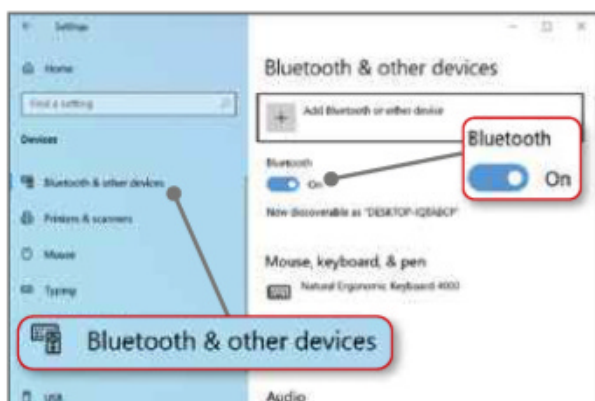 Settings
Home
Find a setting
Devices
Bluetooth & other devices
Printers & scanners
Mouse
Typing
Bluetooth & other devices
USB
Bluetooth & other devices
Add Bluetooth or other device
Bluetooth
On
Bluetooth
On
Now discoverable as
Mouse, keyboard, & pen
Natural Ergonomic Keyboard 4000
Audio